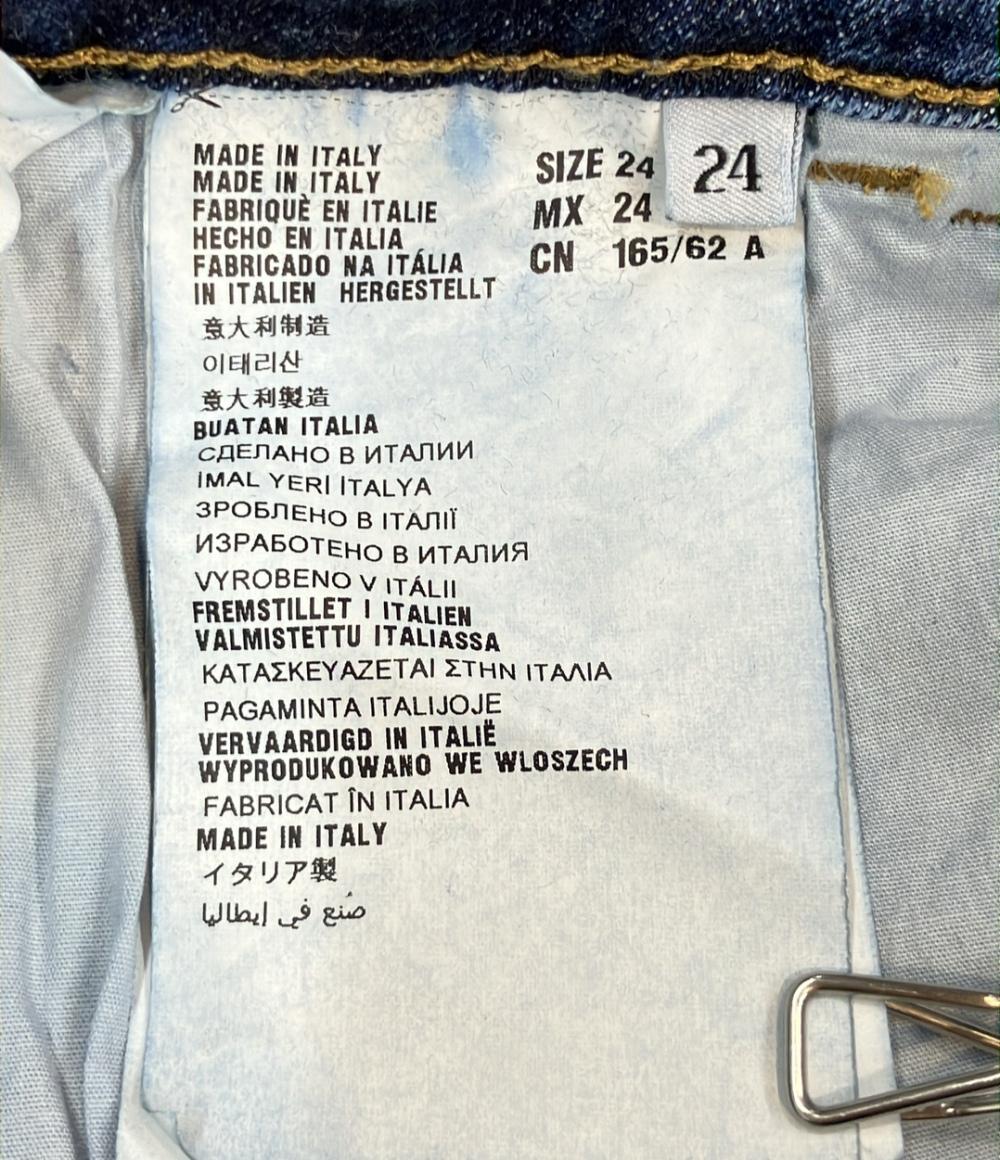 MADE IN ITALY
MADE IN ITALY
FABRIQUÈ EN ITALIE
HECHO EN ITALIA
FABRICADO NA ITÁLIA
IN ITALIEN HERGESTELLT
意大利制造
이태리산
意大利製造
BUATAN ITALIA
СДЕЛАНО В ИТАЛИИ
İMAL YERİ İTALYA
ЗРОБЛЕНО В ІТАЛІЇ
ИЗРАБОТЕНО В ИТАЛИЯ
VYROBENO V ITÁLII
FREMSTILLET I ITALIEN
VALMISTETTU ITALIASSA
ΚΑΤΑΣΚΕΥΑΖΕΤΑΙ ΣΤΗΝ ΙΤΑΛΙΑ
PAGAMINTA ITALIJOJE
VERVAARDIGD IN ITALIË
WYPRODUKOWANO WE WLOSZECH
FABRICAT ÎN ITALIA
MADE IN ITALY
イタリア製
صُنع في إيطاليا
SIZE 24
MX 24
CN 165/62 A
24